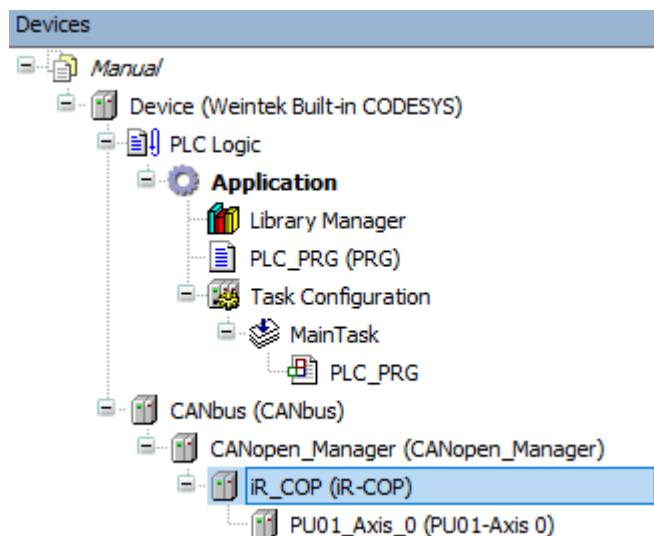 Devices
Manual
Device (Weintek Built-in CODESYS)
PLC Logic
Application
Library Manager
PLC_PRG (PRG)
Task Configuration
MainTask
PLC_PRG
CANbus (CANbus)
CANopen_Manager (CANopen_Manager)
iR_COP (iR-COP)
PU01_Axis_0 (PU01-Axis 0)